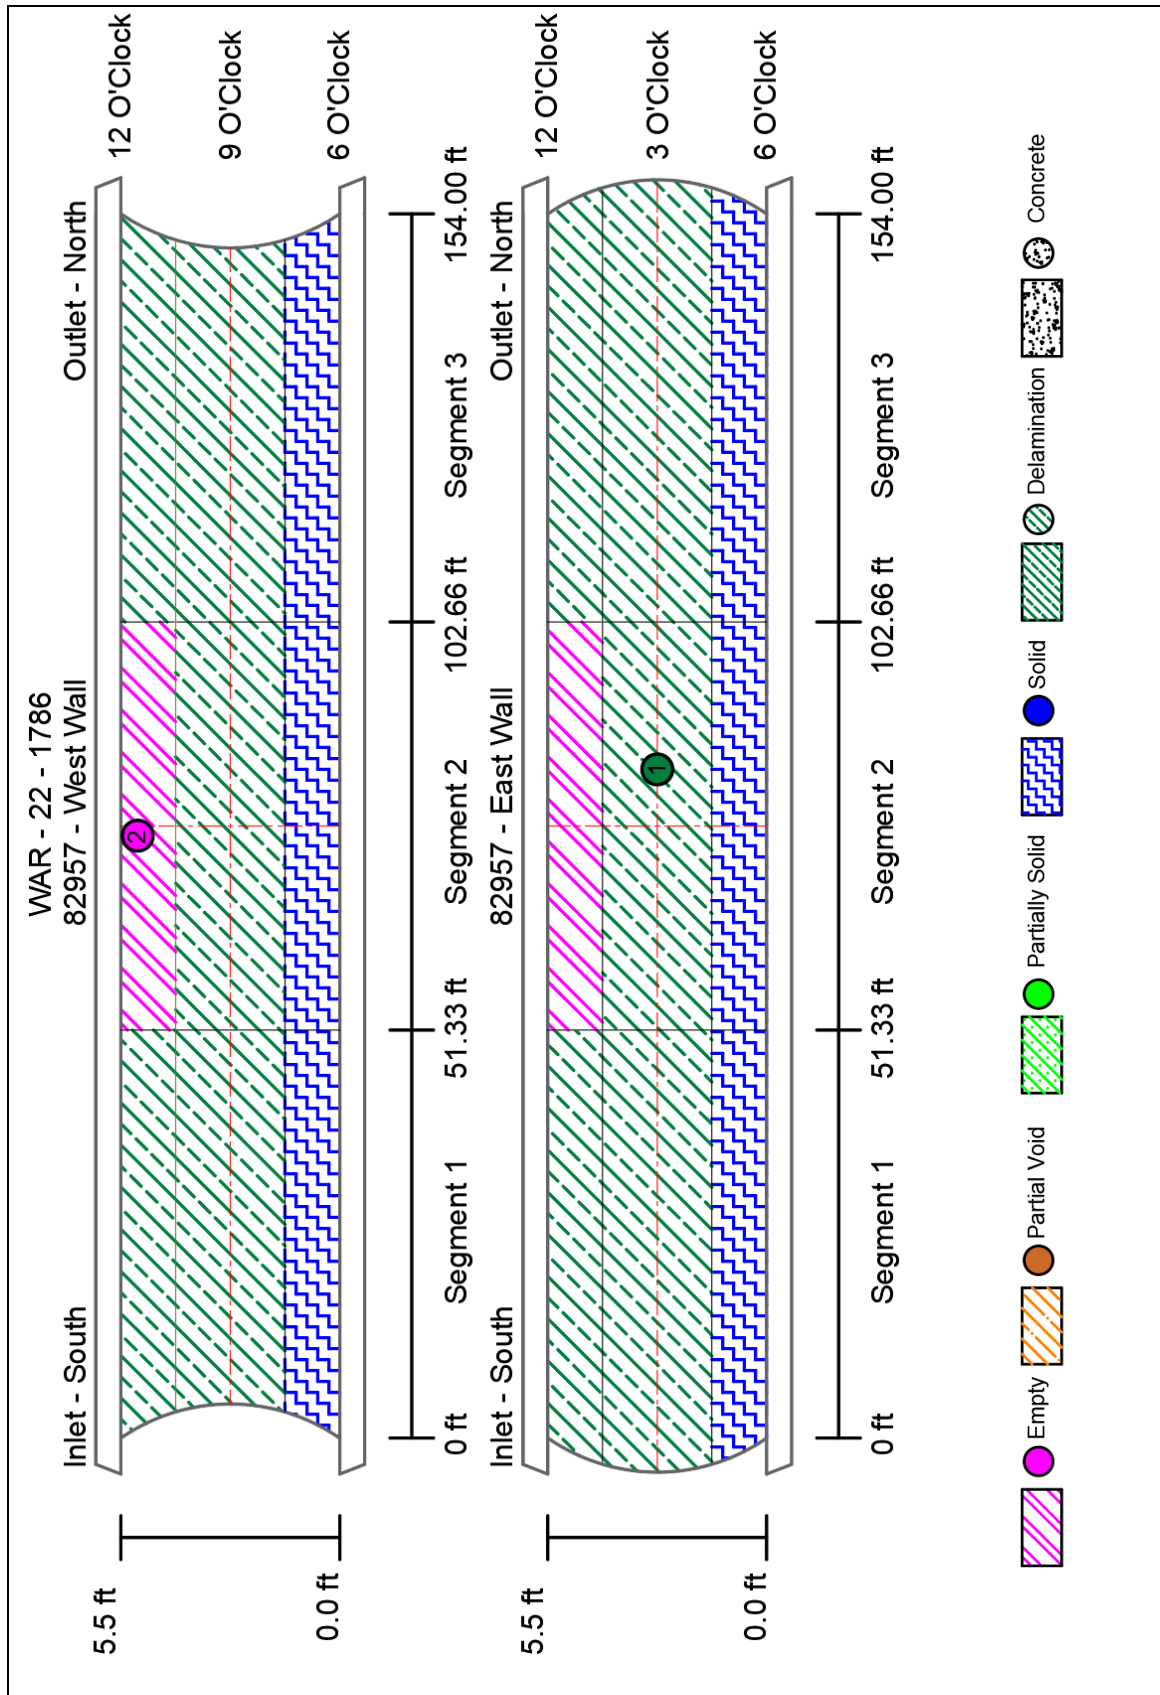 WAR - 22 - 1786
82957 - West Wall
Inlet - South
Outlet - North
12 O'Clock
9 O'Clock
6 O'Clock
5.5 ft
0.0 ft
0 ft
Segment 1
51.33 ft
Segment 2
102.66 ft
Segment 3
154.00 ft
2
82957 - East Wall
Inlet - South
Outlet - North
12 O'Clock
3 O'Clock
6 O'Clock
5.5 ft
0.0 ft
0 ft
Segment 1
51.33 ft
Segment 2
102.66 ft
Segment 3
154.00 ft
1
Empty
Partial Void
Partially Solid
Solid
Delamination
Concrete